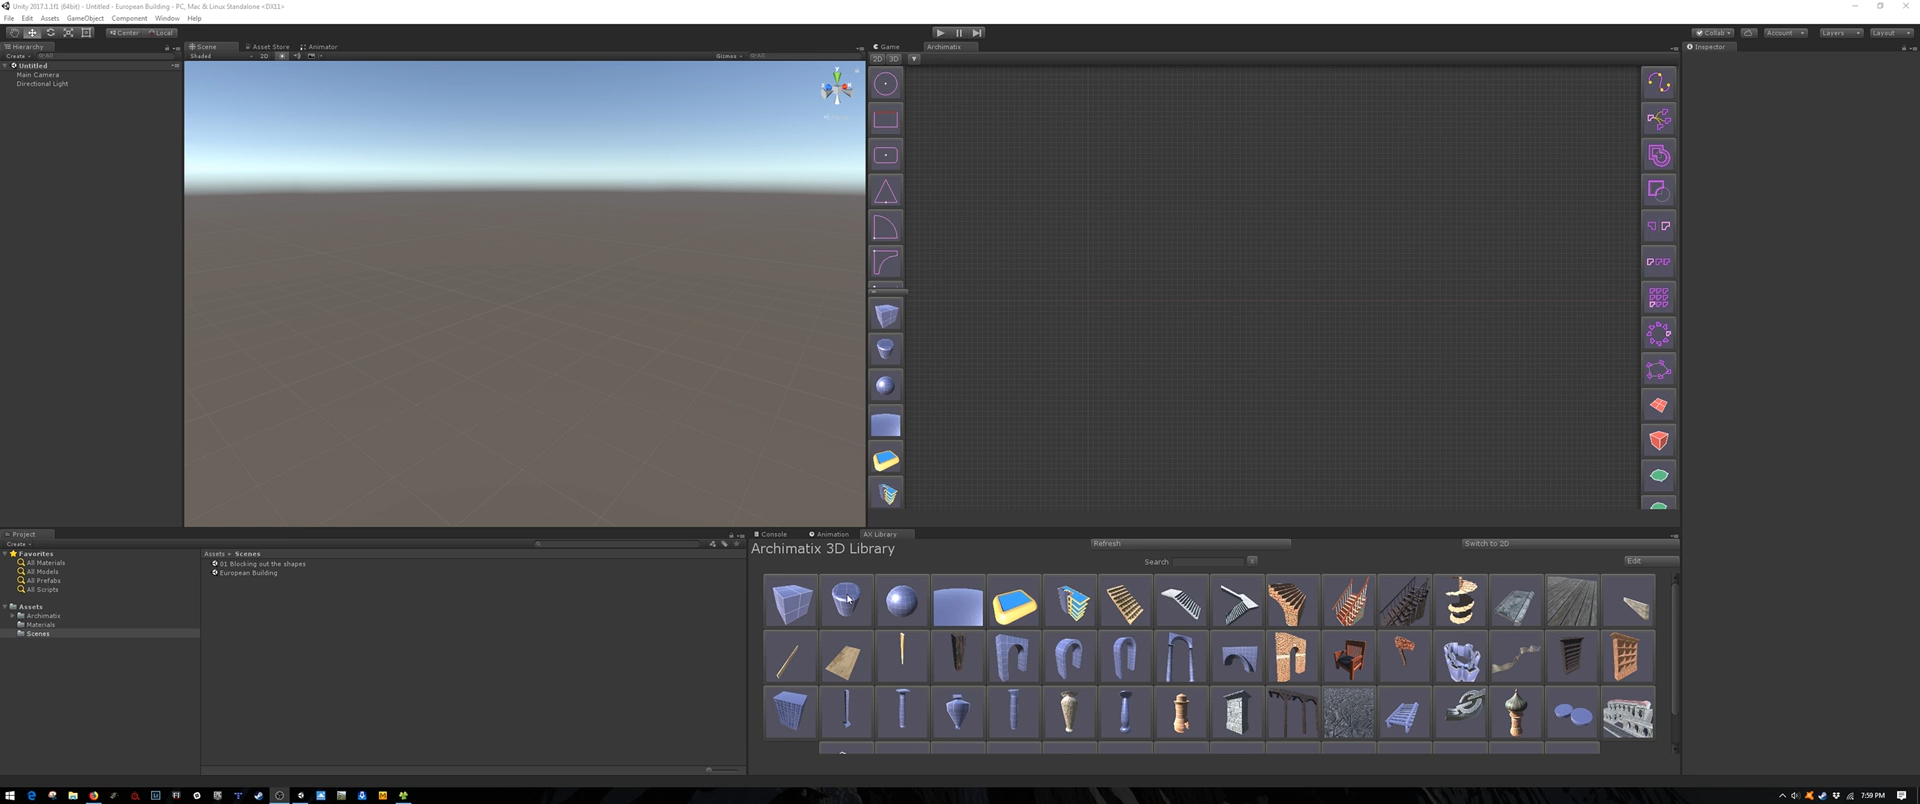 Unity 2017.1.1f1 (64bit) - Untitled - European Building - PC, Mac & Linux Standalone <DX11>
File Edit Assets GameObject Component Window Help
Center Local
Collab Account Layers Layout
Hierarchy
Create All
Untitled
Main Camera
Directional Light
Scene Asset Store Animator
Shaded 2D Gizmos All
Game Archimatix
2D 3D
Inspector
Project
Create
Favorites
All Materials
All Models
All Prefabs
All Scripts
Assets
Archimatix
Materials
Scenes
Assets Scenes
01 Blocking out the shapes
European Building
Console Animation AX Library
Archimatix 3D Library
Refresh
Switch to 2D
Search
Edit
7:59 PM